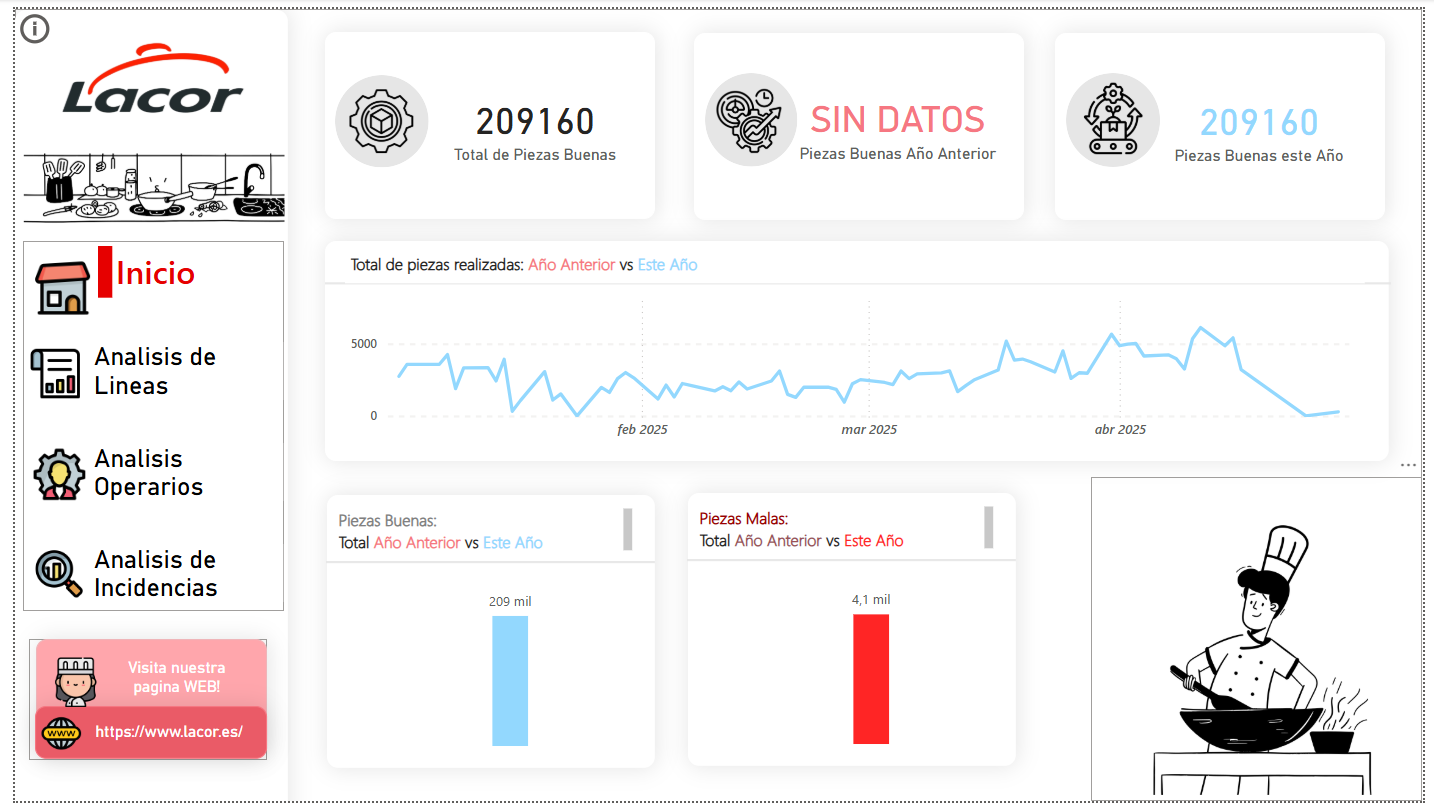 Lacor
Inicio
Analisis de
Lineas
Analisis
Operarios
Analisis de
Incidencias
Visita nuestra
pagina WEB!
WWW
https://www.lacor.es/
209160
Total de Piezas Buenas
SIN DATOS
Piezas Buenas Año Anterior
209160
Piezas Buenas este Año
Total de piezas realizadas: Año Anterior vs Este Año
5000
0
feb 2025
mar 2025
abr 2025
Piezas Buenas:
Total Año Anterior vs Este Año
209 mil
Piezas Malas:
Total Año Anterior vs Este Año
4,1 mil